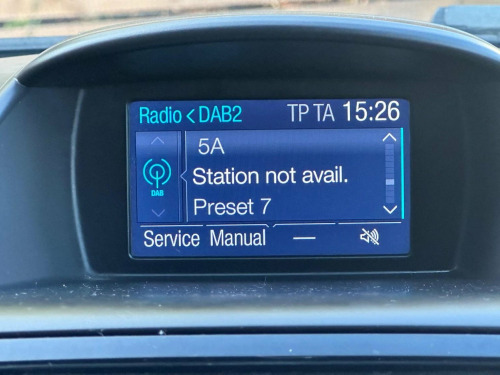 Radio < DAB2 TP TA 15:26
5A
Station not avail.
DAB
Preset 7
Service Manual —